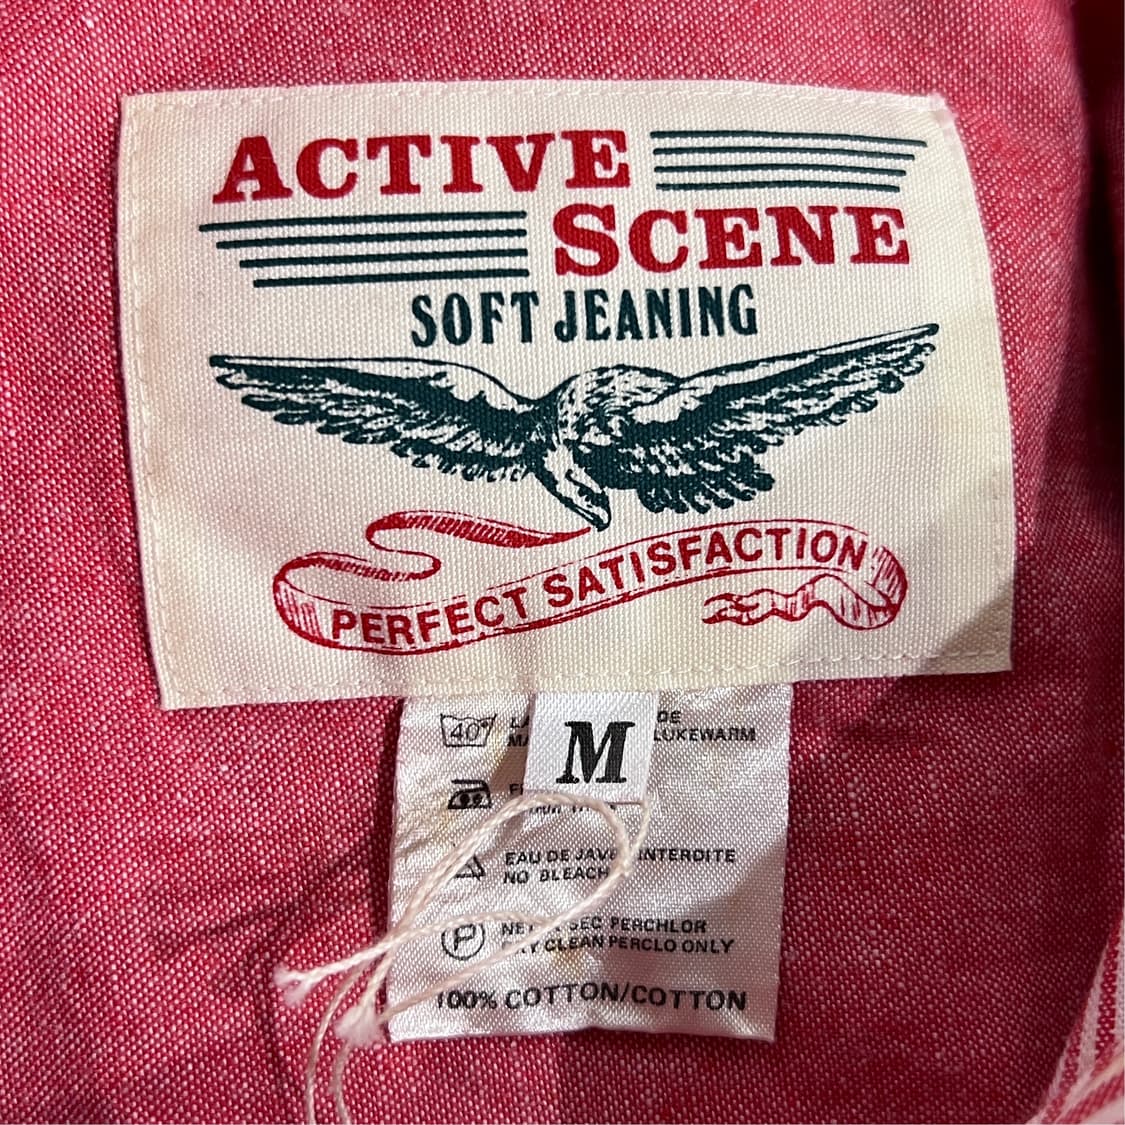 ACTIVE
SCENE
SOFT JEANING
PERFECT SATISFACTION
M
40°
DE
LUKEWARM
EAU DE INTERDITE
NO BLEACH
SEC PERCHLOR
CLEAN PERCLO ONLY
P
100% COTTON/COTTON